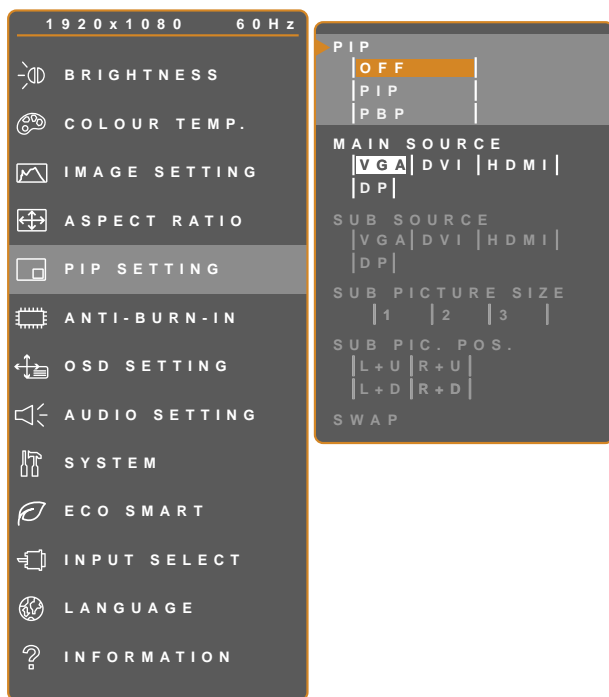 1920x1080 60Hz
BRIGHTNESS
COLOUR TEMP.
IMAGE SETTING
ASPECT RATIO
PIP SETTING
ANTI-BURN-IN
OSD SETTING
AUDIO SETTING
SYSTEM
ECO SMART
INPUT SELECT
LANGUAGE
INFORMATION
PIP
OFF
PIP
PBP
MAIN SOURCE
VGA DVI HDMI
DP
SUB SOURCE
VGA DVI HDMI
DP
SUB PICTURE SIZE
1 2 3
SUB PIC. POS.
L+U R+U
L+D R+D
SWAP